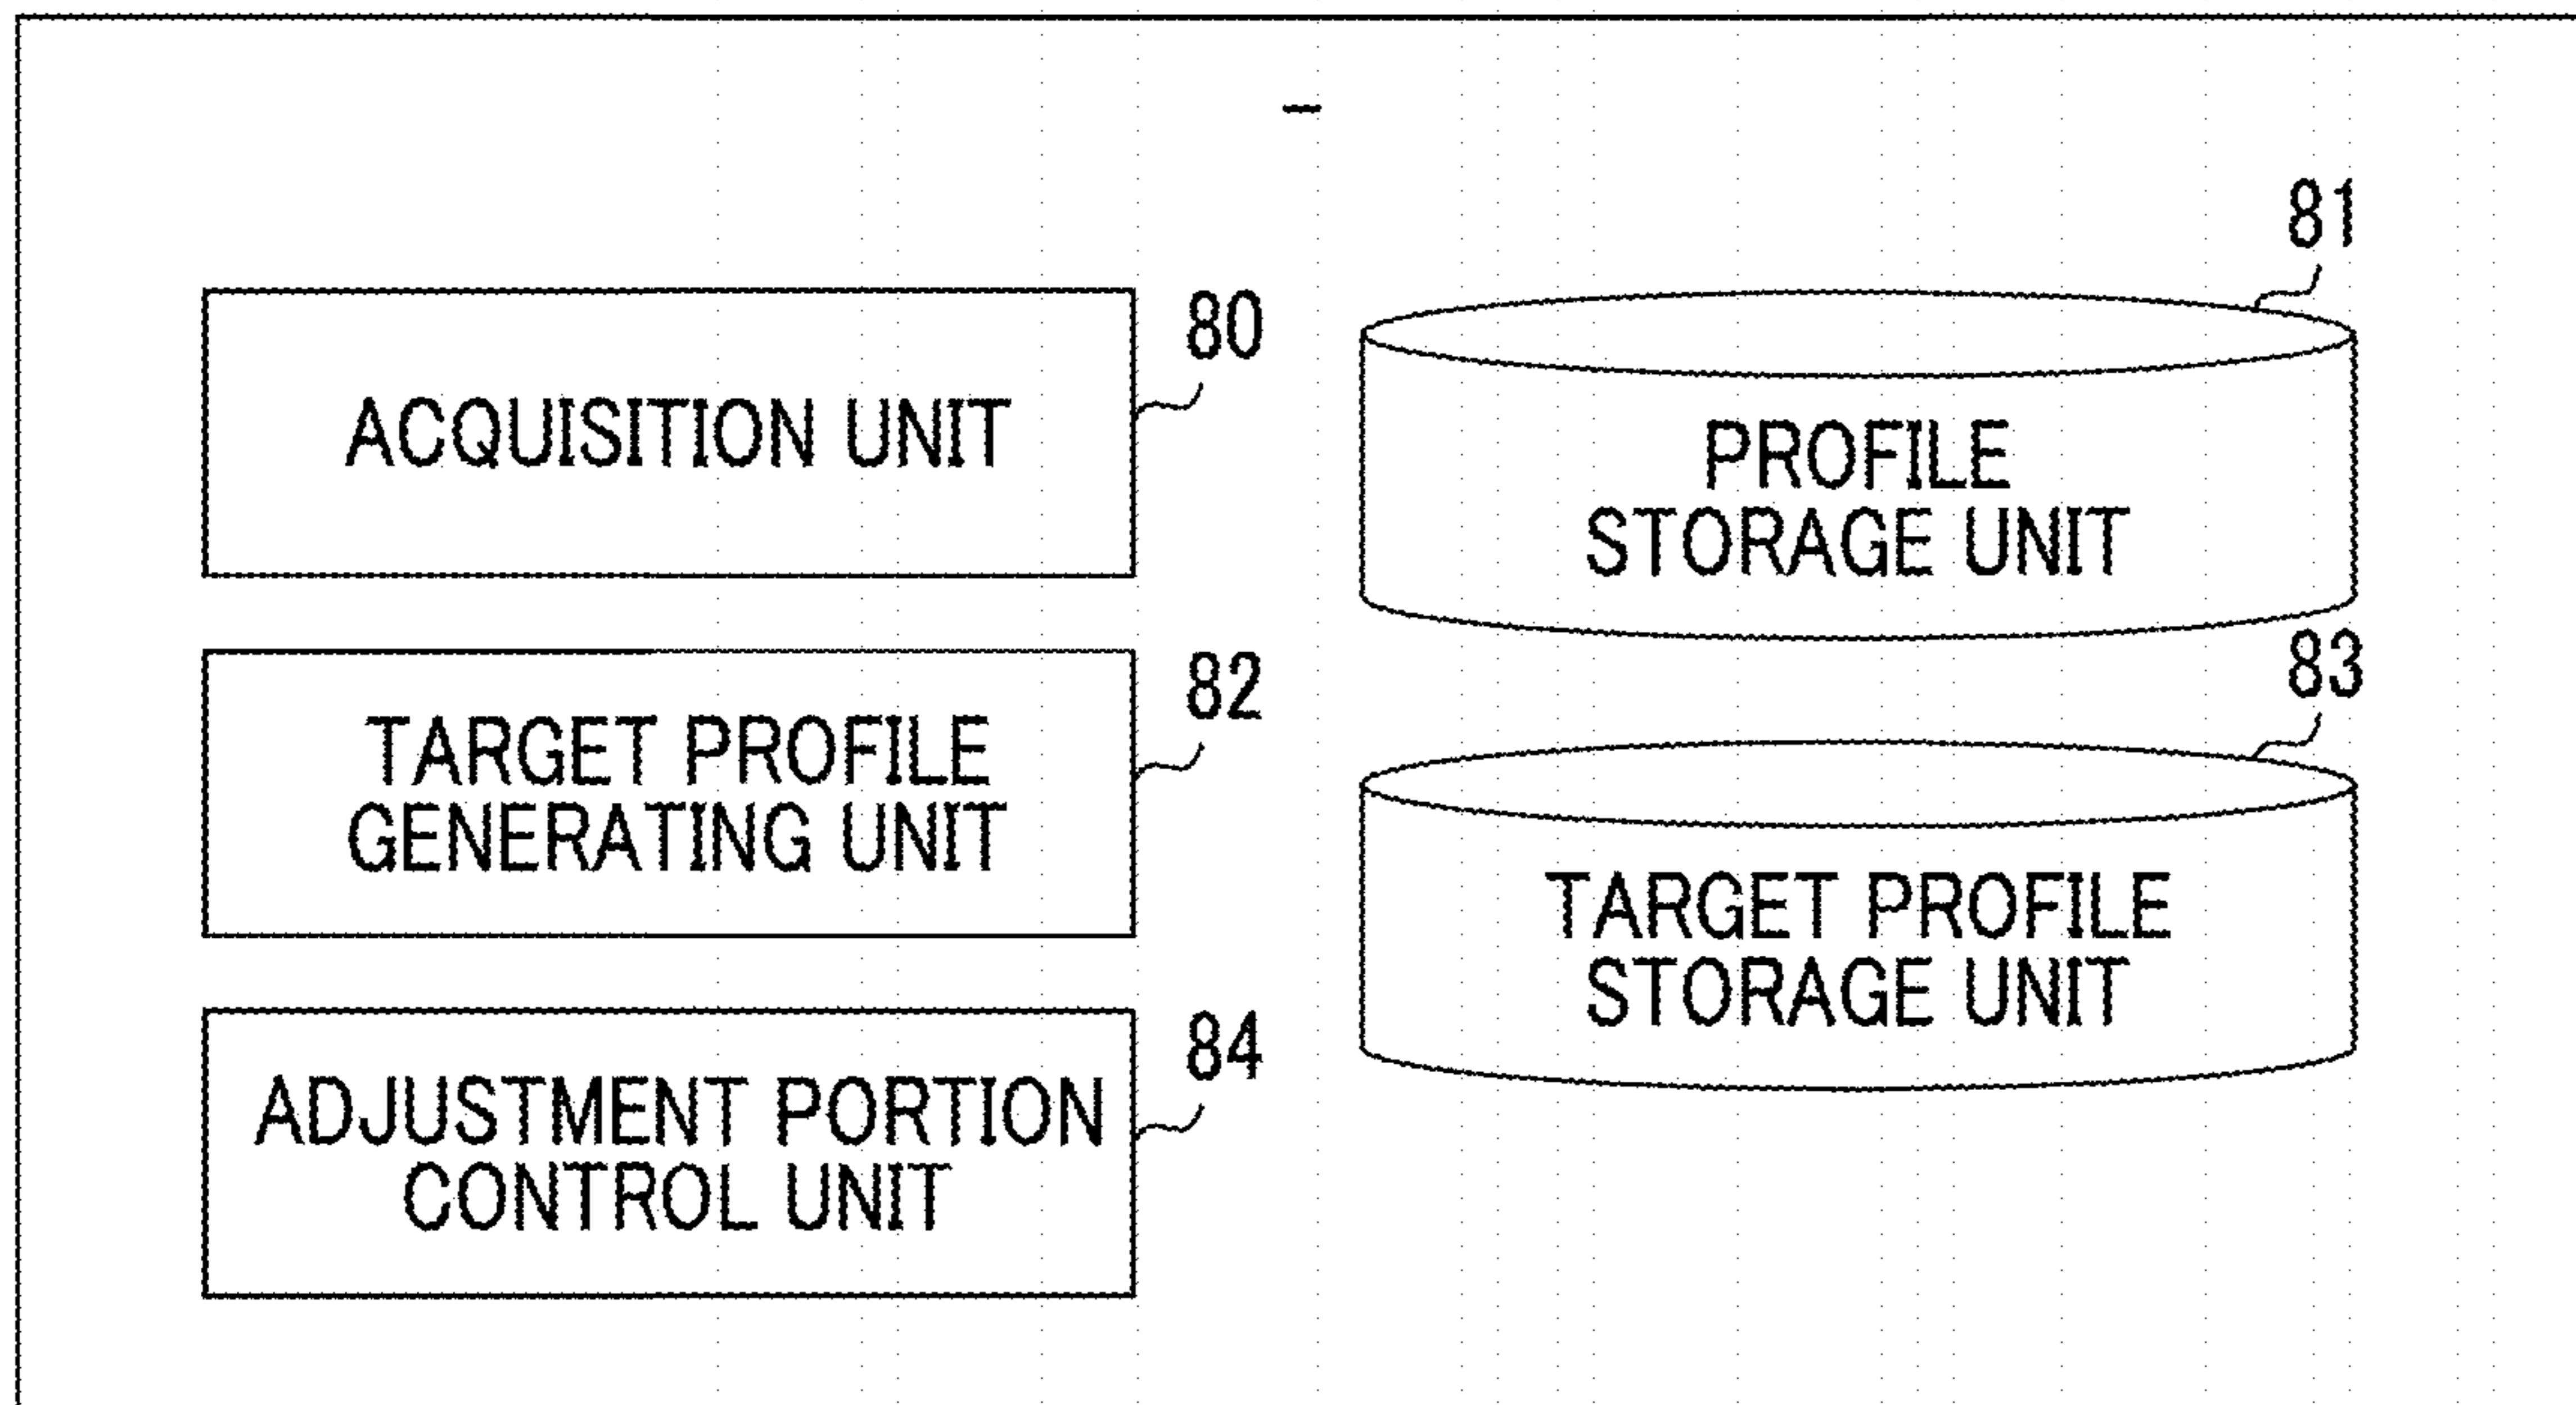 81
80
ACQUISITION UNIT
PROFILE
STORAGE UNIT
82
83
TARGET PROFILE
GENERATING UNIT
TARGET PROFILE
STORAGE UNIT
84
ADJUSTMENT PORTION
CONTROL UNIT